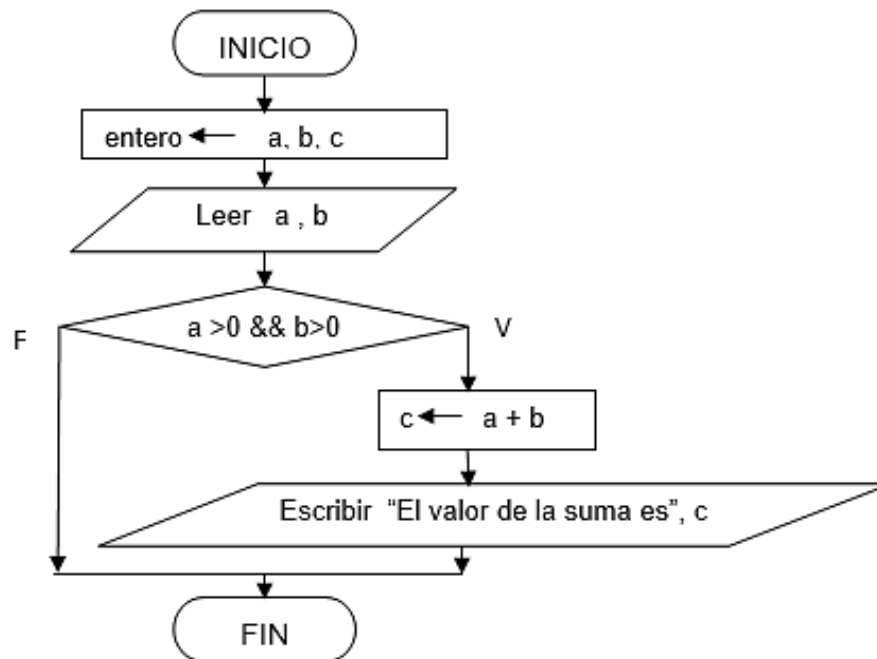 INICIO
entero ← a, b, c
Leer a , b
a >0 && b>0
F
V
c ← a + b
Escribir “El valor de la suma es”, c
FIN